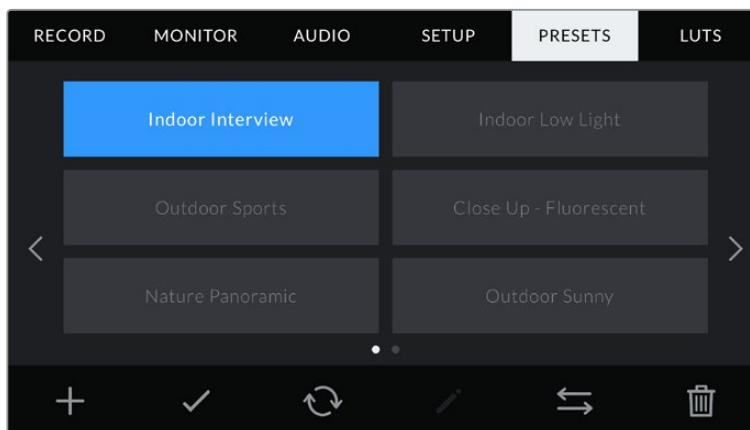 RECORD MONITOR AUDIO SETUP PRESETS LUTS
Indoor Interview Indoor Low Light
Outdoor Sports Close Up - Fluorescent
Nature Panoramic Outdoor Sunny